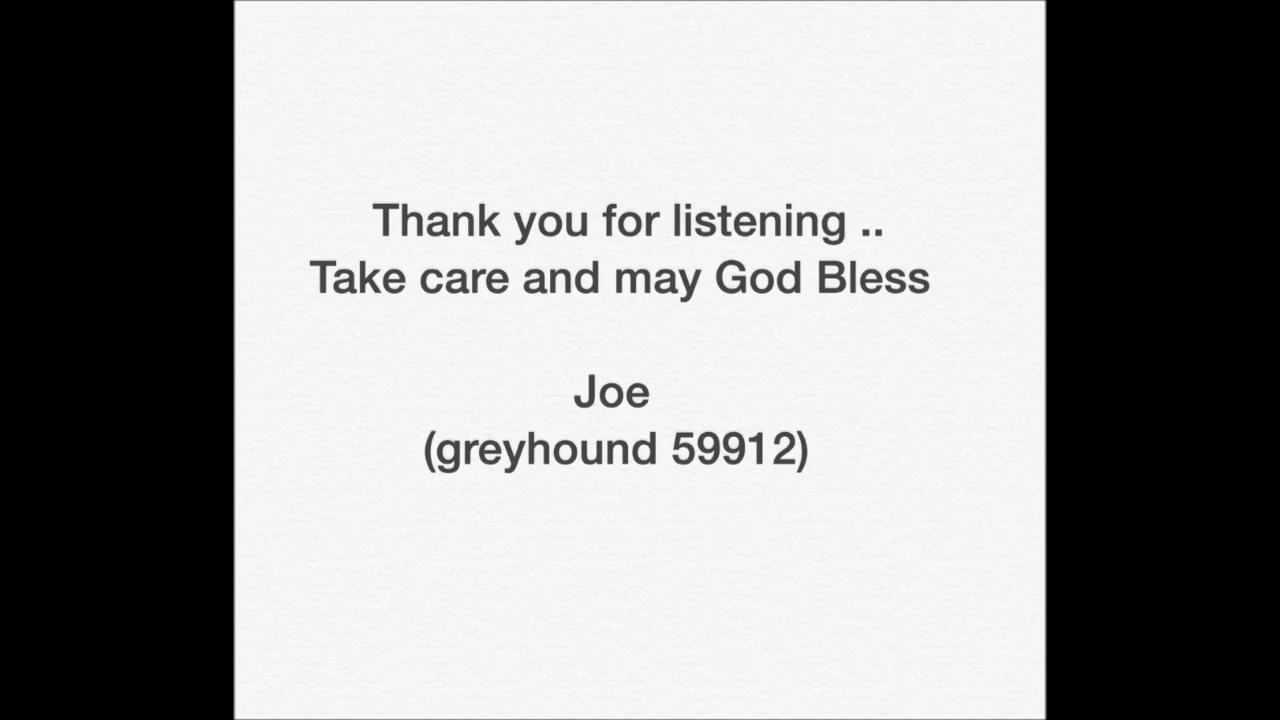 Thank you for listening ..
Take care and may God Bless
Joe
(greyhound 59912)